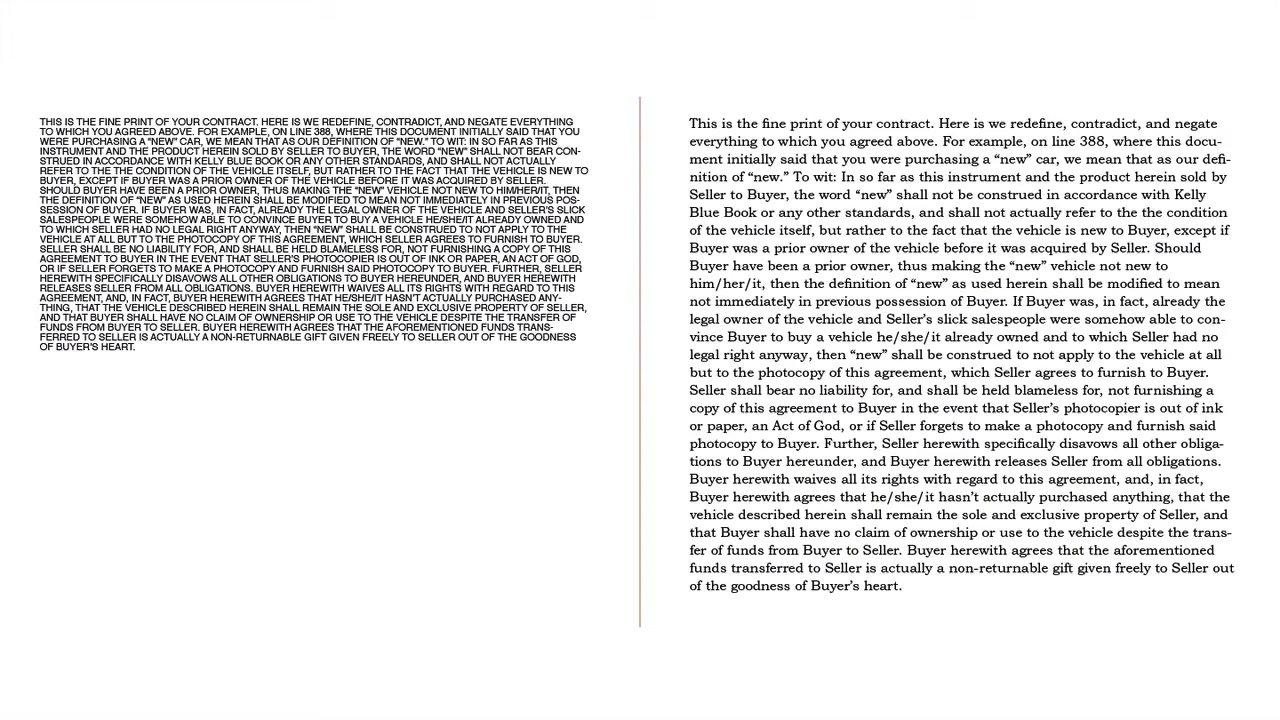 THIS IS THE FINE PRINT OF YOUR CONTRACT. HERE IS WE REDEFINE, CONTRADICT, AND NEGATE EVERYTHING
TO WHICH YOU AGREED ABOVE. FOR EXAMPLE, ON LINE 388, WHERE THIS DOCUMENT INITIALLY SAID THAT YOU
WERE PURCHASING A “NEW” CAR, WE MEAN THAT AS OUR DEFINITION OF “NEW.” TO WIT: IN SO FAR AS THIS
INSTRUMENT AND THE PRODUCT HEREIN SOLD BY SELLER TO BUYER, THE WORD “NEW” SHALL NOT BEAR CON-
STRUED IN ACCORDANCE WITH KELLY BLUE BOOK OR ANY OTHER STANDARDS, AND SHALL NOT ACTUALLY
REFER TO THE THE CONDITION OF THE VEHICLE ITSELF, BUT RATHER TO THE FACT THAT THE VEHICLE IS NEW TO
BUYER, EXCEPT IF BUYER WAS A PRIOR OWNER OF THE VEHICLE BEFORE IT WAS ACQUIRED BY SELLER.
SHOULD BUYER HAVE BEEN A PRIOR OWNER, THUS MAKING THE “NEW” VEHICLE NOT NEW TO HIM/HER/IT, THEN
THE DEFINITION OF “NEW” AS USED HEREIN SHALL BE MODIFIED TO MEAN NOT IMMEDIATELY IN PREVIOUS POS-
SESSION OF BUYER. IF BUYER WAS, IN FACT, ALREADY THE LEGAL OWNER OF THE VEHICLE AND SELLER’S SLICK
SALESPEOPLE WERE SOMEHOW ABLE TO CONVINCE BUYER TO BUY A VEHICLE HE/SHE/IT ALREADY OWNED AND
TO WHICH SELLER HAD NO LEGAL RIGHT ANYWAY, THEN “NEW” SHALL BE CONSTRUED TO NOT APPLY TO THE
VEHICLE AT ALL BUT TO THE PHOTOCOPY OF THIS AGREEMENT, WHICH SELLER AGREES TO FURNISH TO BUYER.
SELLER SHALL BE NO LIABILITY FOR, AND SHALL BE HELD BLAMELESS FOR, NOT FURNISHING A COPY OF THIS
AGREEMENT TO BUYER IN THE EVENT THAT SELLER’S PHOTOCOPIER IS OUT OF INK OR PAPER, AN ACT OF GOD,
OR IF SELLER FORGETS TO MAKE A PHOTOCOPY AND FURNISH SAID PHOTOCOPY TO BUYER. FURTHER, SELLER
HEREWITH SPECIFICALLY DISAVOWS ALL OTHER OBLIGATIONS TO BUYER HEREUNDER, AND BUYER HEREWITH
RELEASES SELLER FROM ALL OBLIGATIONS. BUYER HEREWITH WAIVES ALL ITS RIGHTS WITH REGARD TO THIS
AGREEMENT, AND, IN FACT, BUYER HEREWITH AGREES THAT HE/SHE/IT HASN’T ACTUALLY PURCHASED ANY-
THING, THAT THE VEHICLE DESCRIBED HEREIN SHALL REMAIN THE SOLE AND EXCLUSIVE PROPERTY OF SELLER,
AND THAT BUYER SHALL HAVE NO CLAIM OF OWNERSHIP OR USE TO THE VEHICLE DESPITE THE TRANSFER OF
FUNDS FROM BUYER TO SELLER. BUYER HEREWITH AGREES THAT THE AFOREMENTIONED FUNDS TRANS-
FERRED TO SELLER IS ACTUALLY A NON-RETURNABLE GIFT GIVEN FREELY TO SELLER OUT OF THE GOODNESS
OF BUYER’S HEART.
This is the fine print of your contract. Here is we redefine, contradict, and negate
everything to which you agreed above. For example, on line 388, where this docu-
ment initially said that you were purchasing a “new” car, we mean that as our defi-
nition of “new.” To wit: In so far as this instrument and the product herein sold by
Seller to Buyer, the word “new” shall not be construed in accordance with Kelly
Blue Book or any other standards, and shall not actually refer to the the condition
of the vehicle itself, but rather to the fact that the vehicle is new to Buyer, except if
Buyer was a prior owner of the vehicle before it was acquired by Seller. Should
Buyer have been a prior owner, thus making the “new” vehicle not new to
him/her/it, then the definition of “new” as used herein shall be modified to mean
not immediately in previous possession of Buyer. If Buyer was, in fact, already the
legal owner of the vehicle and Seller’s slick salespeople were somehow able to con-
vince Buyer to buy a vehicle he/she/it already owned and to which Seller had no
legal right anyway, then “new” shall be construed to not apply to the vehicle at all
but to the photocopy of this agreement, which Seller agrees to furnish to Buyer.
Seller shall bear no liability for, and shall be held blameless for, not furnishing a
copy of this agreement to Buyer in the event that Seller’s photocopier is out of ink
or paper, an Act of God, or if Seller forgets to make a photocopy and furnish said
photocopy to Buyer. Further, Seller herewith specifically disavows all other obliga-
tions to Buyer hereunder, and Buyer herewith releases Seller from all obligations.
Buyer herewith waives all its rights with regard to this agreement, and, in fact,
Buyer herewith agrees that he/she/it hasn’t actually purchased anything, that the
vehicle described herein shall remain the sole and exclusive property of Seller, and
that Buyer shall have no claim of ownership or use to the vehicle despite the trans-
fer of funds from Buyer to Seller. Buyer herewith agrees that the aforementioned
funds transferred to Seller is actually a non-returnable gift given freely to Seller out
of the goodness of Buyer’s heart.